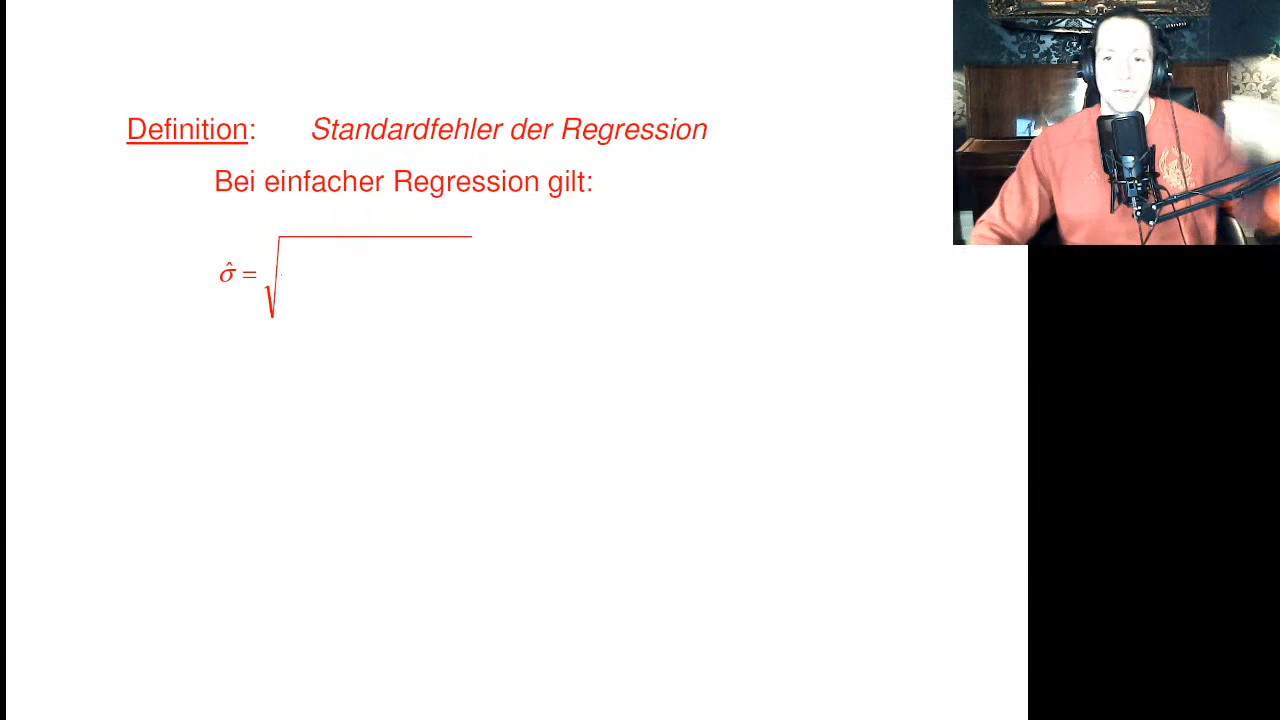 Definition: Standardfehler der Regression
Bei einfacher Regression gilt:
σ̂ = √